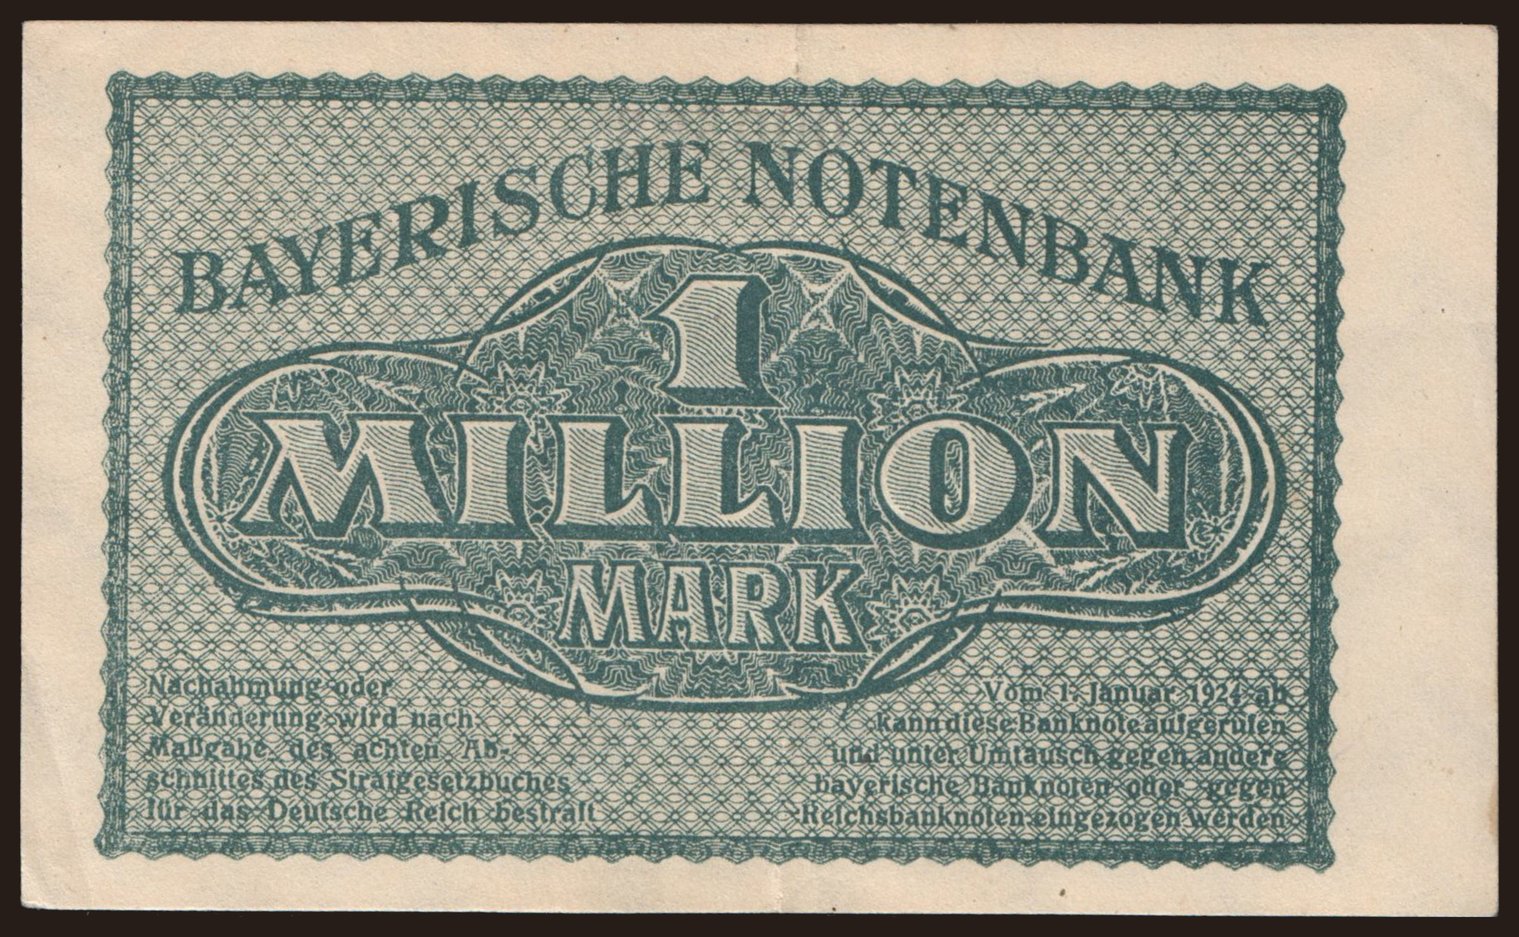 BAYERISCHE NOTENBANK
1
MILLION
MARK
Nachahmung oder
Veränderung wird nach
Maßgabe des achten Ab-
schnittes des Strafgesetzbuches
für das Deutsche Reich bestraft
Vom 1. Januar 1924 ab
kann diese Banknote aufgerufen
und unter Umtausch gegen andere
bayerische Banknoten oder gegen
Reichsbanknoten eingezogen werden